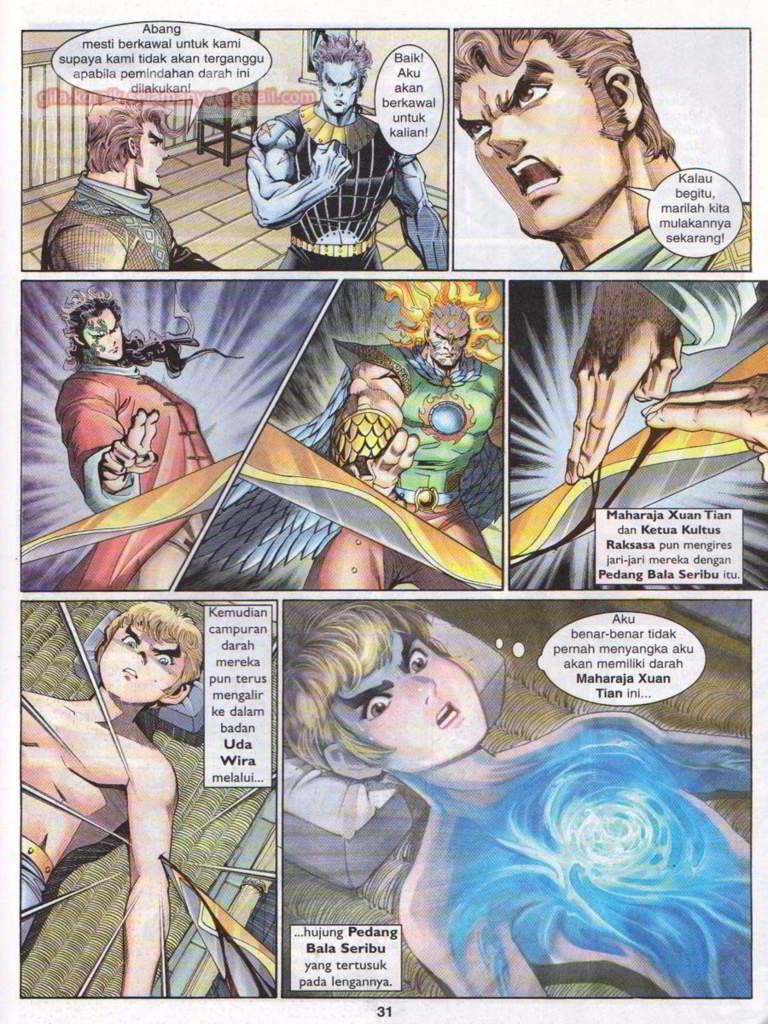 Abang
mesti berkawal untuk kami
supaya kami tidak akan terganggu
apabila pemindahan darah ini
dilakukan!
Baik!
Aku
akan
berkawal
untuk
kalian!
Kalau
begitu,
marilah kita
mulakannya
sekarang!
Maharaja Xuan Tian
dan Ketua Kultus
Raksasa pun mengires
jari-jari mereka dengan
Pedang Bala Seribu itu.
Kemudian
campuran
darah
mereka
pun terus
mengalir
ke dalam
badan
Uda
Wira
melalui...
Aku
benar-benar tidak
pernah menyangka aku
akan memiliki darah
Maharaja Xuan
Tian ini...
...hujung Pedang
Bala Seribu
yang tertusuk
pada lengannya.
31